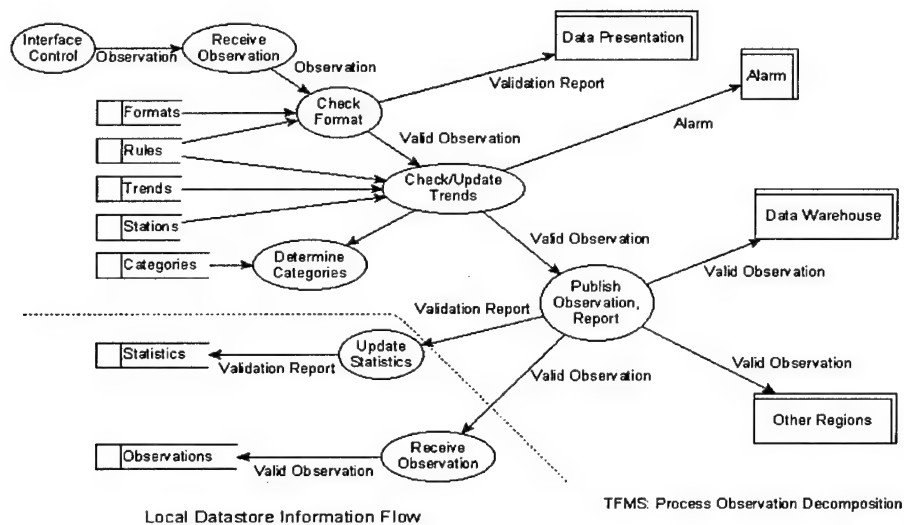 Interface
Control
Observation
Receive
Observation
Observation
Data Presentation
Validation Report
Alarm
Alarm
Formats
Check
Format
Rules
Valid Observation
Trends
Check/Update
Trends
Stations
Categories
Determine
Categories
Valid Observation
Data Warehouse
Valid Observation
Publish
Observation,
Report
Validation Report
Statistics
Validation Report
Update
Statistics
Valid Observation
Valid Observation
Other Regions
Observations
Valid Observation
Receive
Observation
Local Datastore Information Flow
TFMS: Process Observation Decomposition